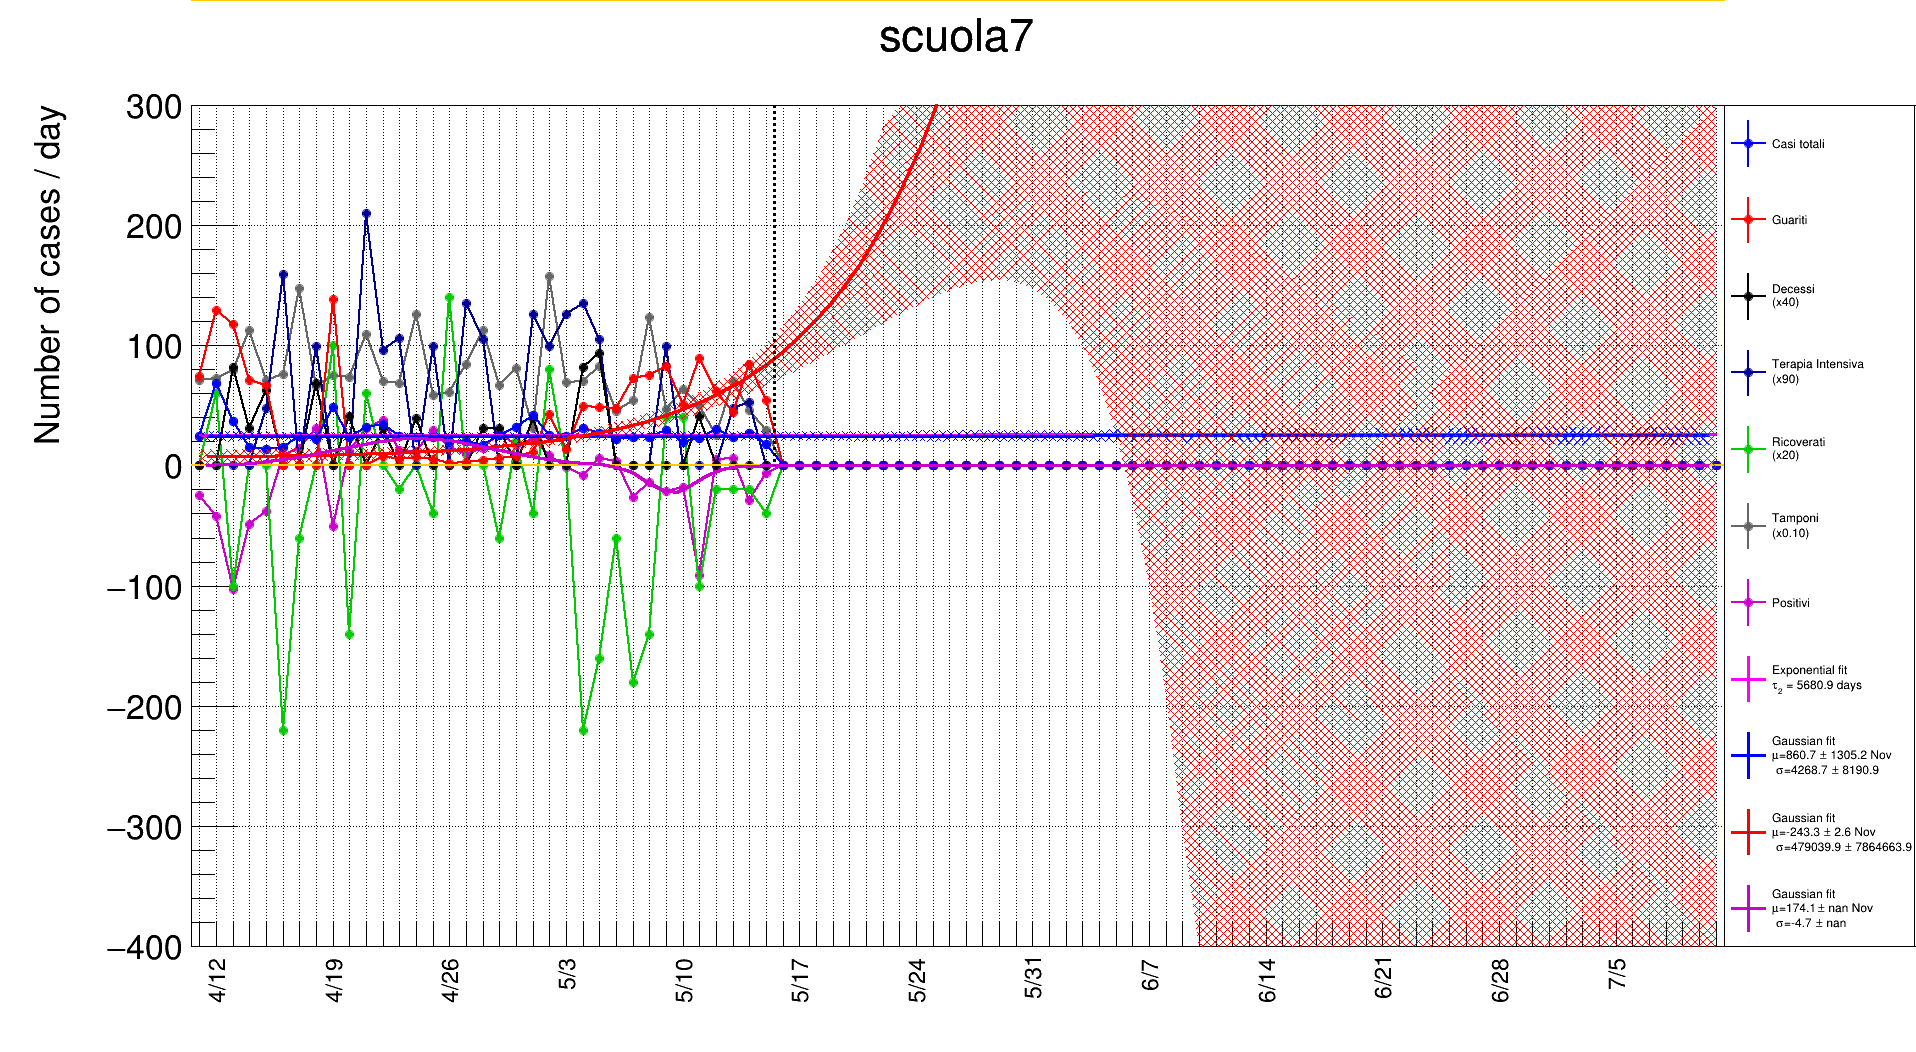 scuola7
Number of cases / day
300
200
100
0
−100
−200
−300
−400
4/12
4/19
4/26
5/3
5/10
5/17
5/24
5/31
6/7
6/14
6/21
6/28
7/5
Casi totali
Guariti
Decessi
(x40)
Terapia Intensiva
(x90)
Ricoverati
(x20)
Tamponi
(x0.10)
Positivi
Exponential fit
τ2 = 5680.9 days
Gaussian fit
μ=860.7 ± 1305.2 Nov
σ=4268.7 ± 8190.9
Gaussian fit
μ=-243.3 ± 2.6 Nov
σ=479039.9 ± 7864663.9
Gaussian fit
μ=174.1 ± nan Nov
σ=-4.7 ± nan